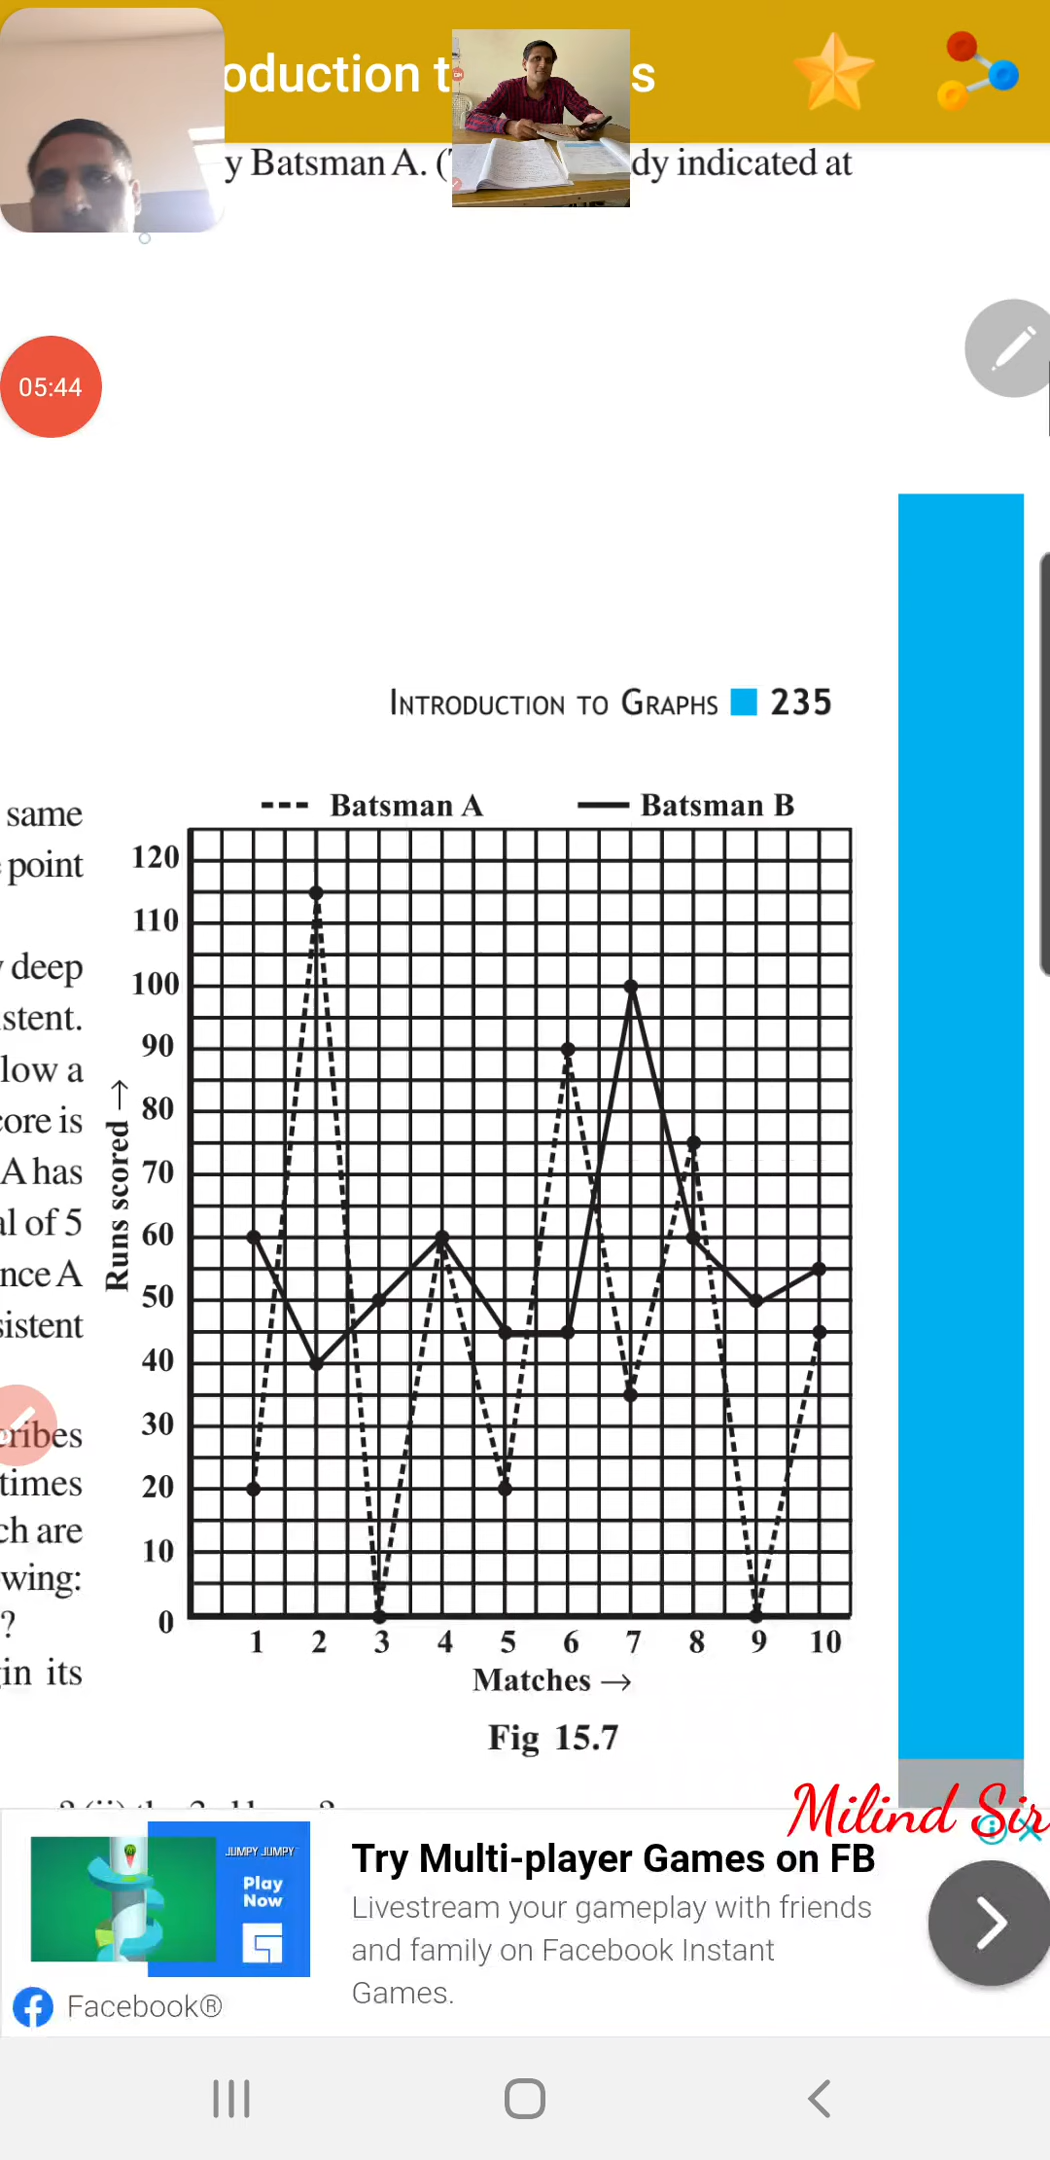 oduction t s
y Batsman A. ( dy indicated at
05:44
INTRODUCTION TO GRAPHS 235
same
point
deep
istent.
low a
core is
A has
al of 5
nce A
sistent
cribes
times
ch are
wing:
?
in its
Batsman A Batsman B
120
110
100
90
80
70
60
50
40
30
20
10
0
Runs scored →
1 2 3 4 5 6 7 8 9 10
Matches →
Fig 15.7
Milind Sir
JUMPY JUMPY
Play
Now
Try Multi-player Games on FB
Livestream your gameplay with friends
and family on Facebook Instant
Games.
Facebook®